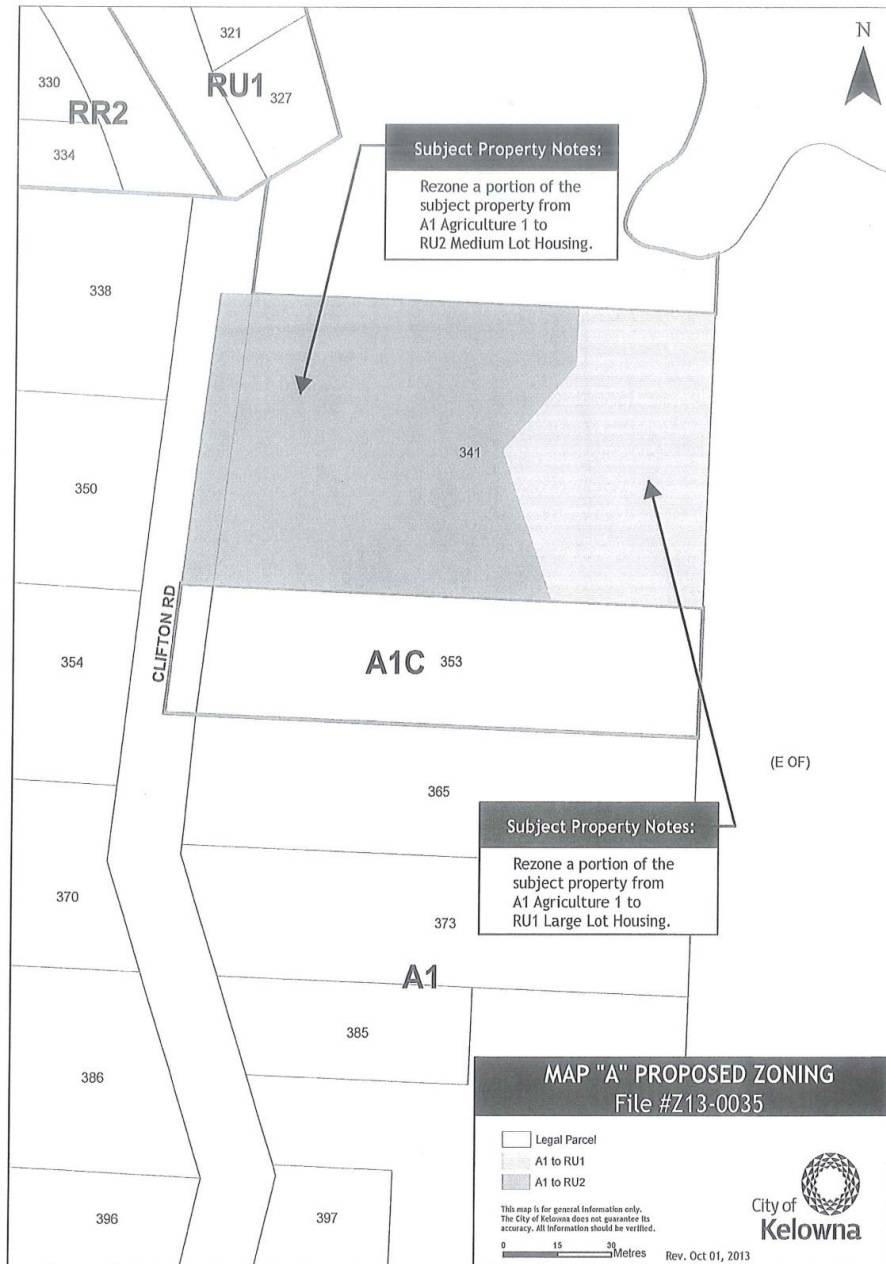 321
N
330
RU1
327
RR2
334
Subject Property Notes:
Rezone a portion of the
subject property from
A1 Agriculture 1 to
RU2 Medium Lot Housing.
338
341
350
CLIFTON RD
354
A1C
353
(E OF)
365
Subject Property Notes:
Rezone a portion of the
subject property from
A1 Agriculture 1 to
RU1 Large Lot Housing.
370
373
A1
385
386
MAP "A" PROPOSED ZONING
File #Z13-0035
Legal Parcel
A1 to RU1
A1 to RU2
This map is for general information only.
The City of Kelowna does not guarantee its
accuracy. All information should be verified.
City of
Kelowna
396
397
0 15 30
Metres
Rev. Oct 01, 2013